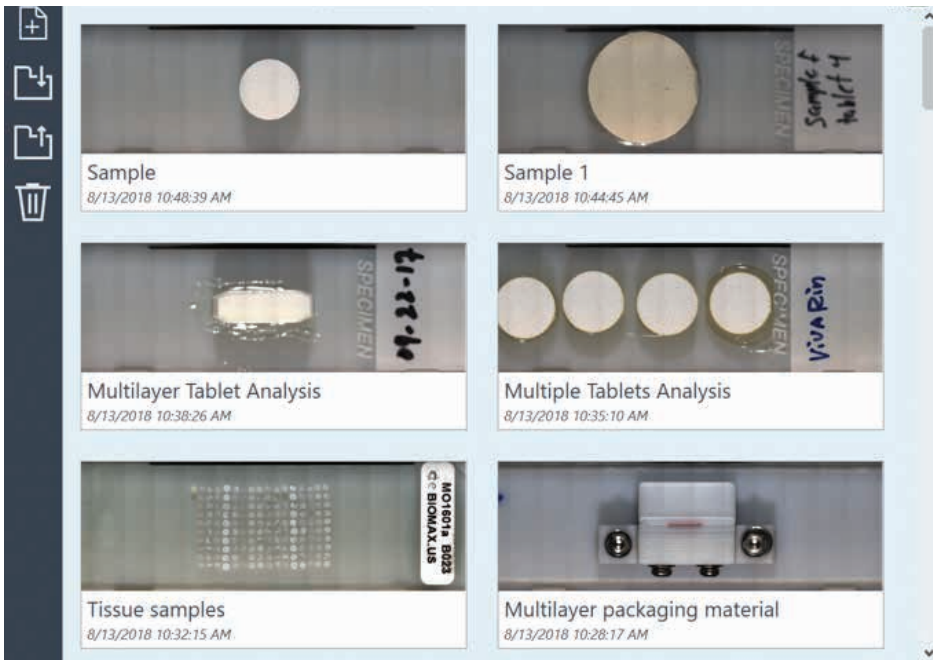 Sample
8/13/2018 10:48:39 AM
SPECIMEN
Sample f
tablet 4
Sample 1
8/13/2018 10:44:45 AM
SPECIMEN
Multilayer Tablet Analysis
8/13/2018 10:38:26 AM
SPECIMEN
ViVARin
Multiple Tablets Analysis
8/13/2018 10:35:10 AM
MO1601a B023
BIOMAX.US
Tissue samples
8/13/2018 10:32:15 AM
Multilayer packaging material
8/13/2018 10:28:17 AM